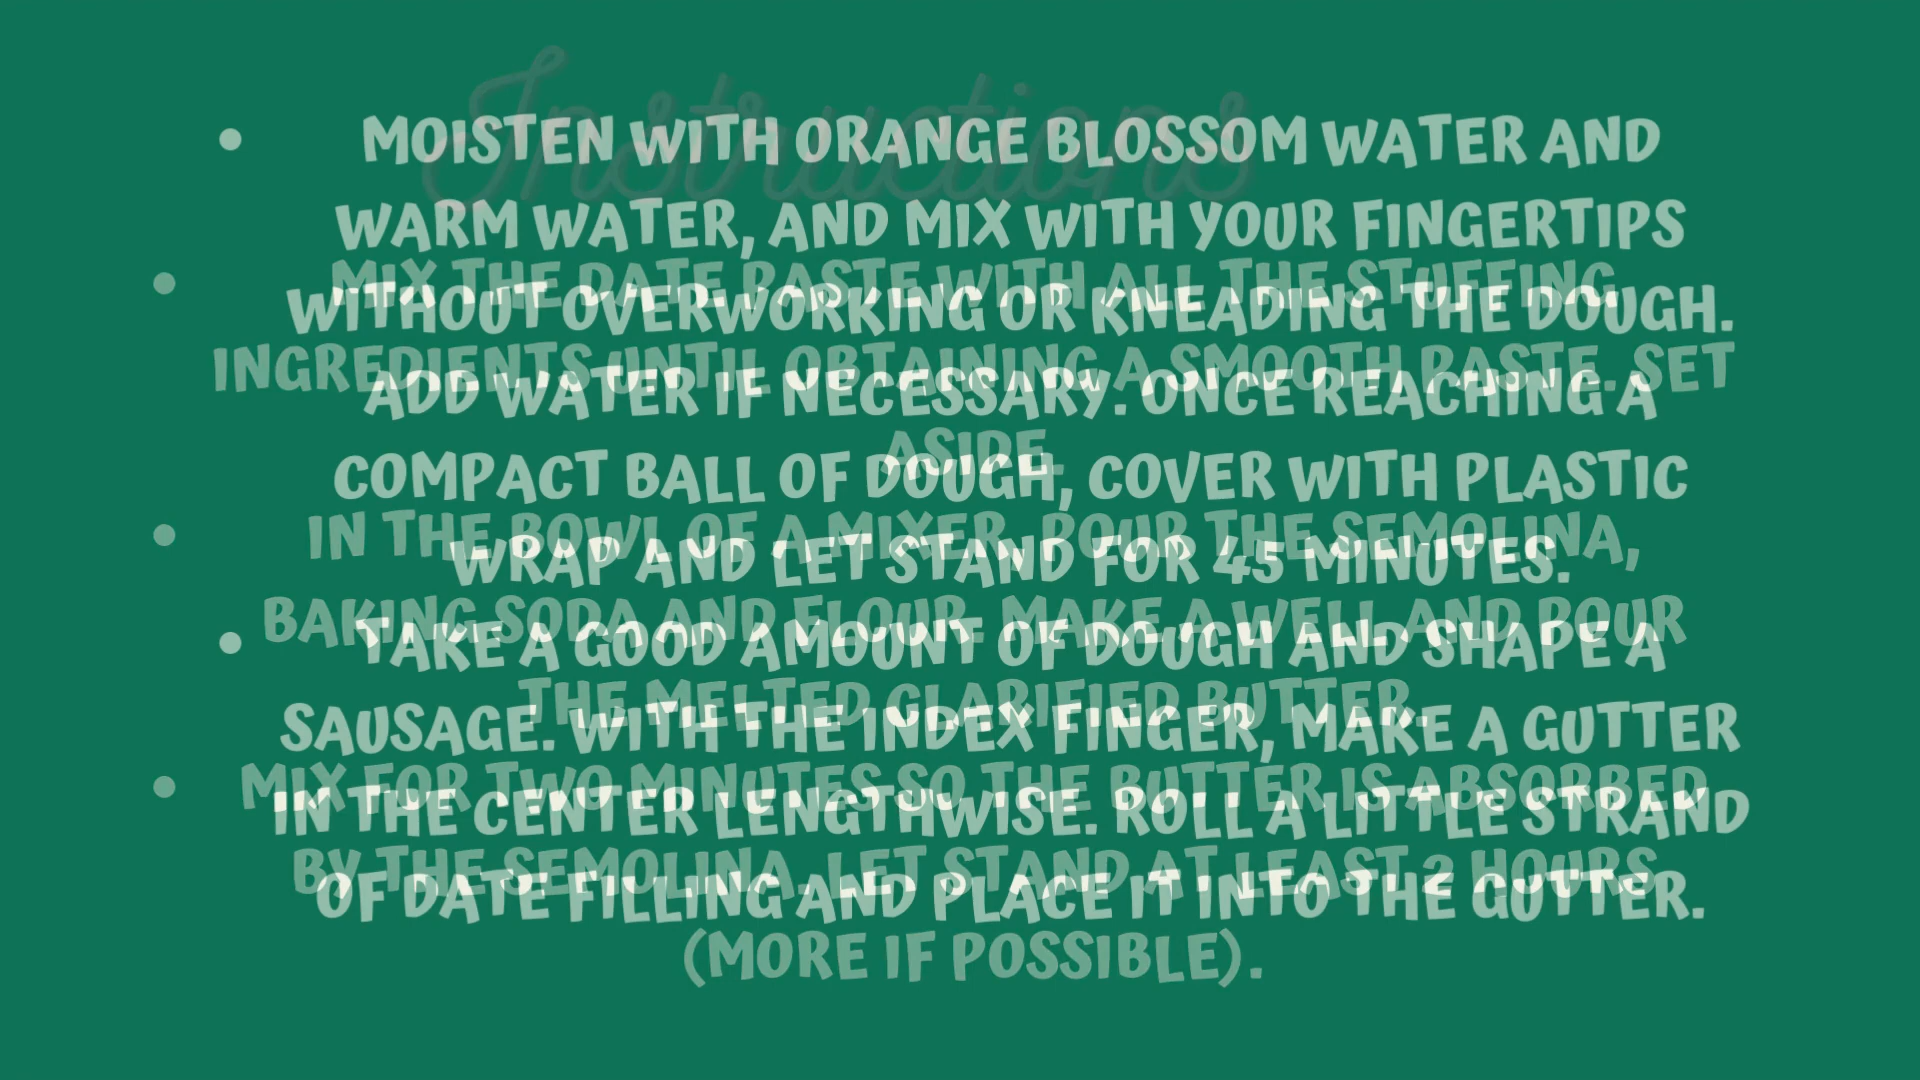 Instructions
MIX THE DATE PASTE WITH ALL THE STUFFING
INGREDIENTS UNTIL OBTAINING A SMOOTH PASTE. SET
ASIDE.
IN THE BOWL OF A MIXER, POUR THE SEMOLINA,
BAKING SODA AND FLOUR. MAKE A WELL AND POUR
THE MELTED CLARIFIED BUTTER.
MIX FOR TWO MINUTES SO THE BUTTER IS ABSORBED
BY THE SEMOLINA. LET STAND AT LEAST 2 HOURS
(MORE IF POSSIBLE).
MOISTEN WITH ORANGE BLOSSOM WATER AND
WARM WATER, AND MIX WITH YOUR FINGERTIPS
WITHOUT OVERWORKING OR KNEADING THE DOUGH.
ADD WATER IF NECESSARY. ONCE REACHING A
COMPACT BALL OF DOUGH, COVER WITH PLASTIC
WRAP AND LET STAND FOR 45 MINUTES.
TAKE A GOOD AMOUNT OF DOUGH AND SHAPE A
SAUSAGE. WITH THE INDEX FINGER, MAKE A GUTTER
IN THE CENTER LENGTHWISE. ROLL A LITTLE STRAND
OF DATE FILLING AND PLACE IT INTO THE GUTTER.